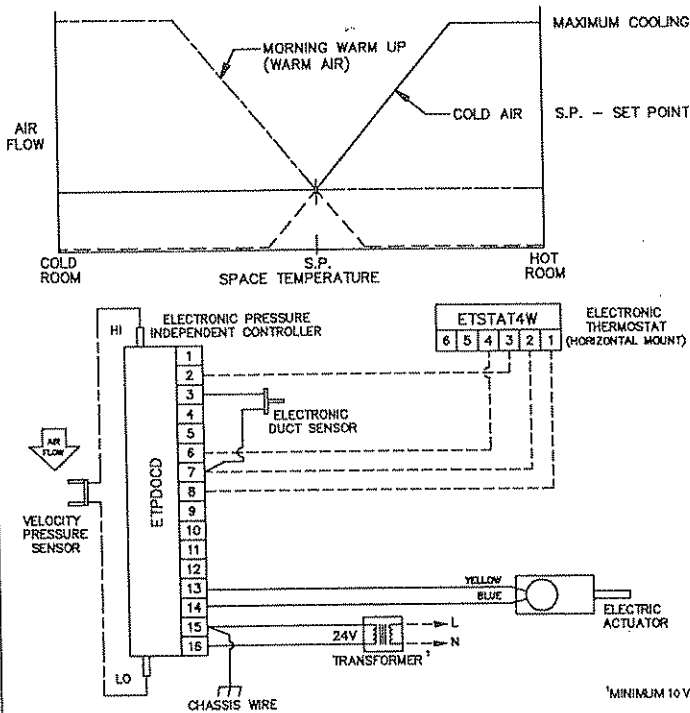 MAXIMUM COOLING
MORNING WARM UP
(WARM AIR)
COLD AIR
S.P. - SET POINT
AIR
FLOW
COLD
ROOM
S.P.
SPACE TEMPERATURE
HOT
ROOM
HI
ELECTRONIC PRESSURE
INDEPENDENT CONTROLLER
ETSTAT4W
6 5 4 3 2 1
ELECTRONIC
THERMOSTAT
(HORIZONTAL MOUNT)
1
2
3
4
5
6
7
8
9
10
11
12
13
14
15
16
ETPDOCD
ELECTRONIC
DUCT SENSOR
AIR
FLOW
VELOCITY
PRESSURE
SENSOR
YELLOW
BLUE
ELECTRIC
ACTUATOR
24V
L
N
TRANSFORMER¹
LO
CHASSIS WIRE
¹MINIMUM 10 V